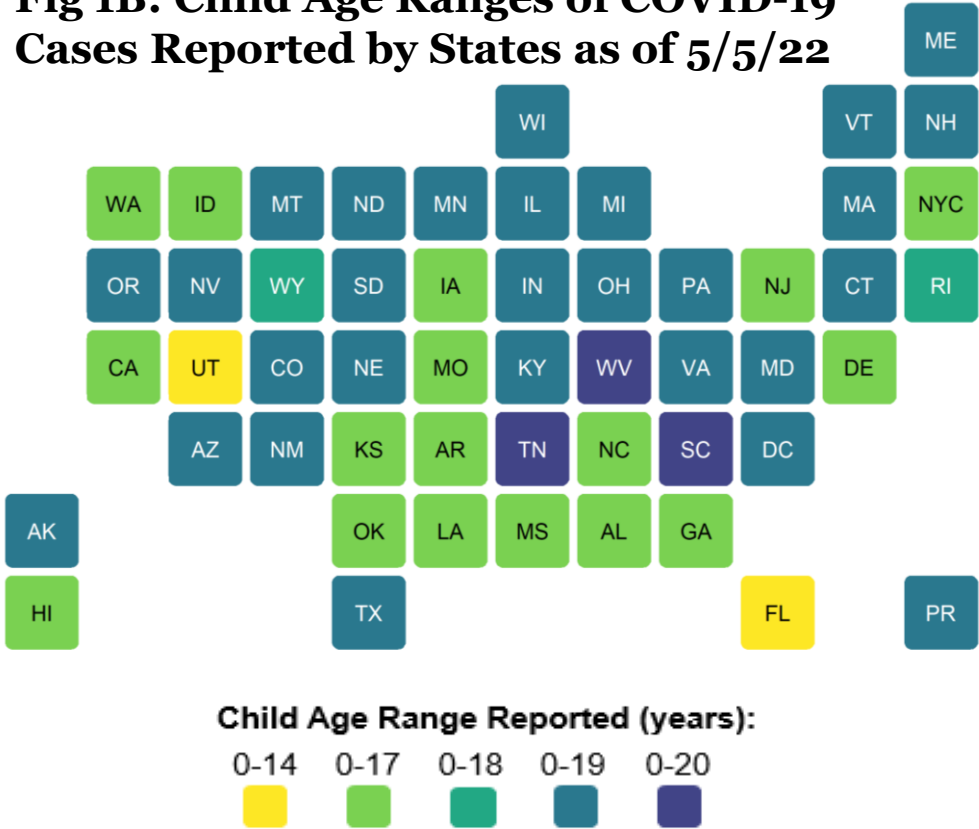 Fig 1B: Child Age Ranges of COVID-19
Cases Reported by States as of 5/5/22
ME
WI VT NH
WA ID MT ND MN IL MI MA NYC
OR NV WY SD IA IN OH PA NJ CT RI
CA UT CO NE MO KY WV VA MD DE
AZ NM KS AR TN NC SC DC
AK OK LA MS AL GA
HI TX FL PR
Child Age Range Reported (years):
0-14 0-17 0-18 0-19 0-20